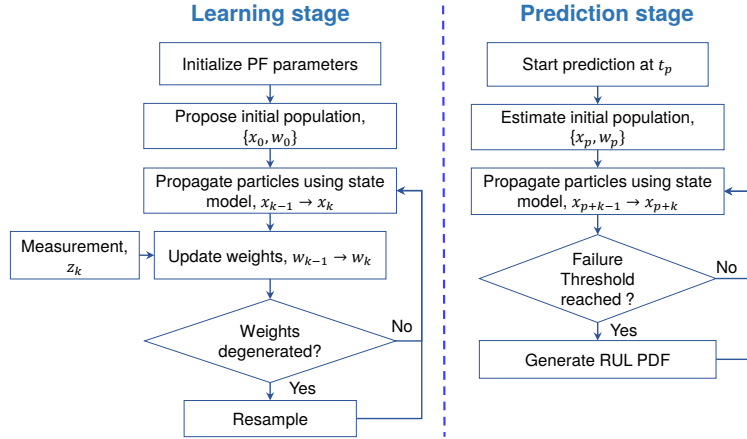 Learning stage
Initialize PF parameters
Propose initial population,
{x₀, w₀}
Propagate particles using state
model, xₖ₋₁ → xₖ
Measurement,
zₖ
Update weights, wₖ₋₁ → wₖ
Weights
degenerated?
No
Yes
Resample
Prediction stage
Start prediction at tₚ
Estimate initial population,
{xₚ, wₚ}
Propagate particles using state
model, xₚ₊ₖ₋₁ → xₚ₊ₖ
Failure
Threshold
reached ?
No
Yes
Generate RUL PDF